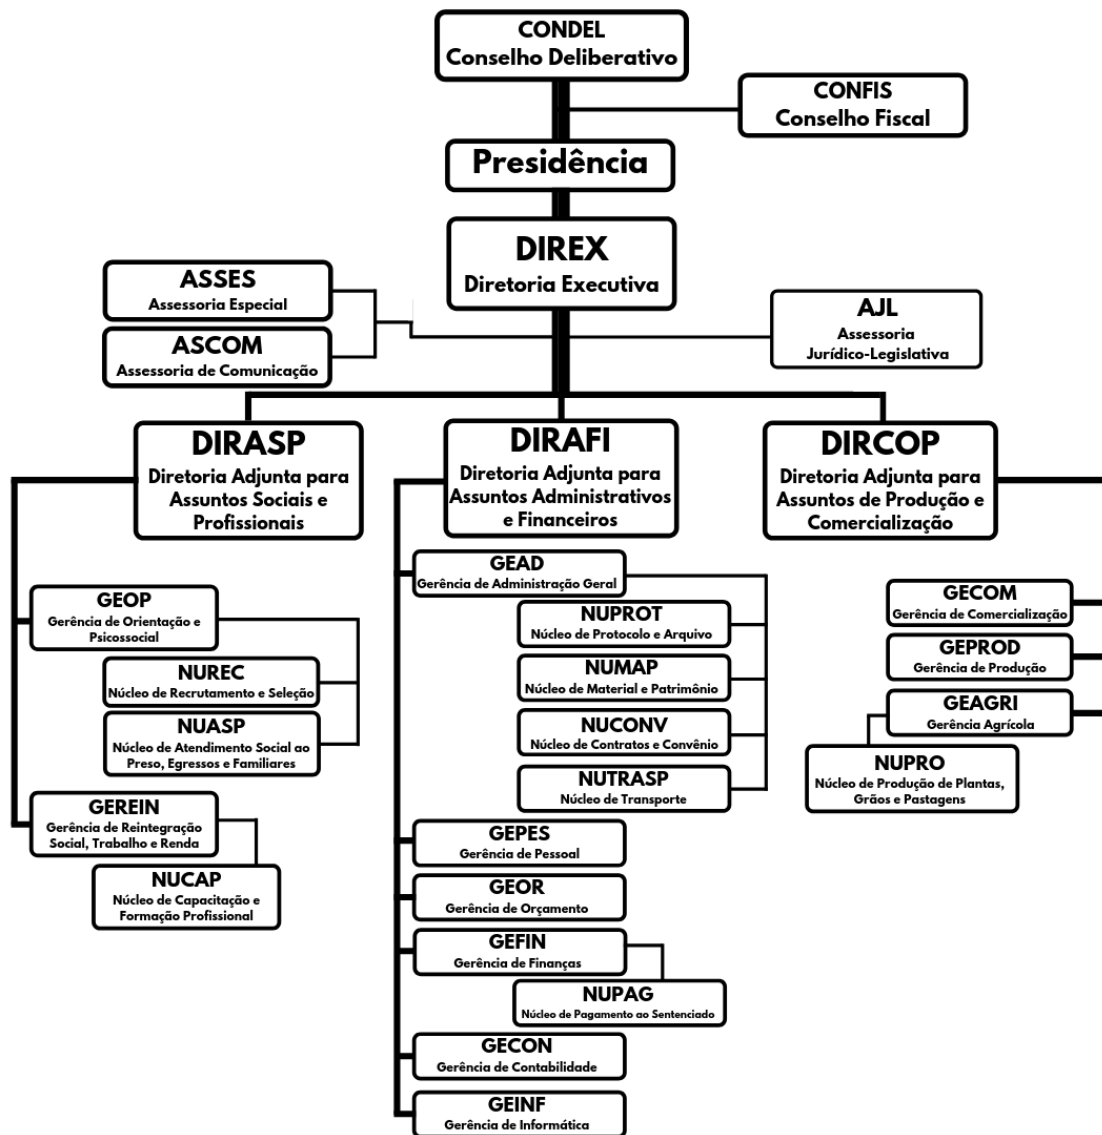 CONDEL
Conselho Deliberativo
CONFIS
Conselho Fiscal
Presidência
DIREX
Diretoria Executiva
ASSES
Assessoria Especial
ASCOM
Assessoria de Comunicação
AJL
Assessoria
Jurídico-Legislativa
DIRASP
Diretoria Adjunta para
Assuntos Sociais e
Profissionais
DIRAFI
Diretoria Adjunta para
Assuntos Administrativos
e Financeiros
DIRCOP
Diretoria Adjunta para
Assuntos de Produção e
Comercialização
GEOP
Gerência de Orientação e
Psicossocial
NUREC
Núcleo de Recrutamento e Seleção
NUASP
Núcleo de Atendimento Social ao
Preso, Egressos e Familiares
GEREIN
Gerência de Reintegração
Social, Trabalho e Renda
NUCAP
Núcleo de Capacitação e
Formação Profissional
GEAD
Gerência de Administração Geral
NUPROT
Núcleo de Protocolo e Arquivo
NUMAP
Núcleo de Material e Patrimônio
NUCONV
Núcleo de Contratos e Convênio
NUTRASP
Núcleo de Transporte
GEPES
Gerência de Pessoal
GEOR
Gerência de Orçamento
GEFIN
Gerência de Finanças
NUPAG
Núcleo de Pagamento ao Sentenciado
GECON
Gerência de Contabilidade
GEINF
Gerência de Informática
GECOM
Gerência de Comercialização
GEPROD
Gerência de Produção
GEAGRI
Gerência Agrícola
NUPRO
Núcleo de Produção de Plantas,
Grãos e Pastagens